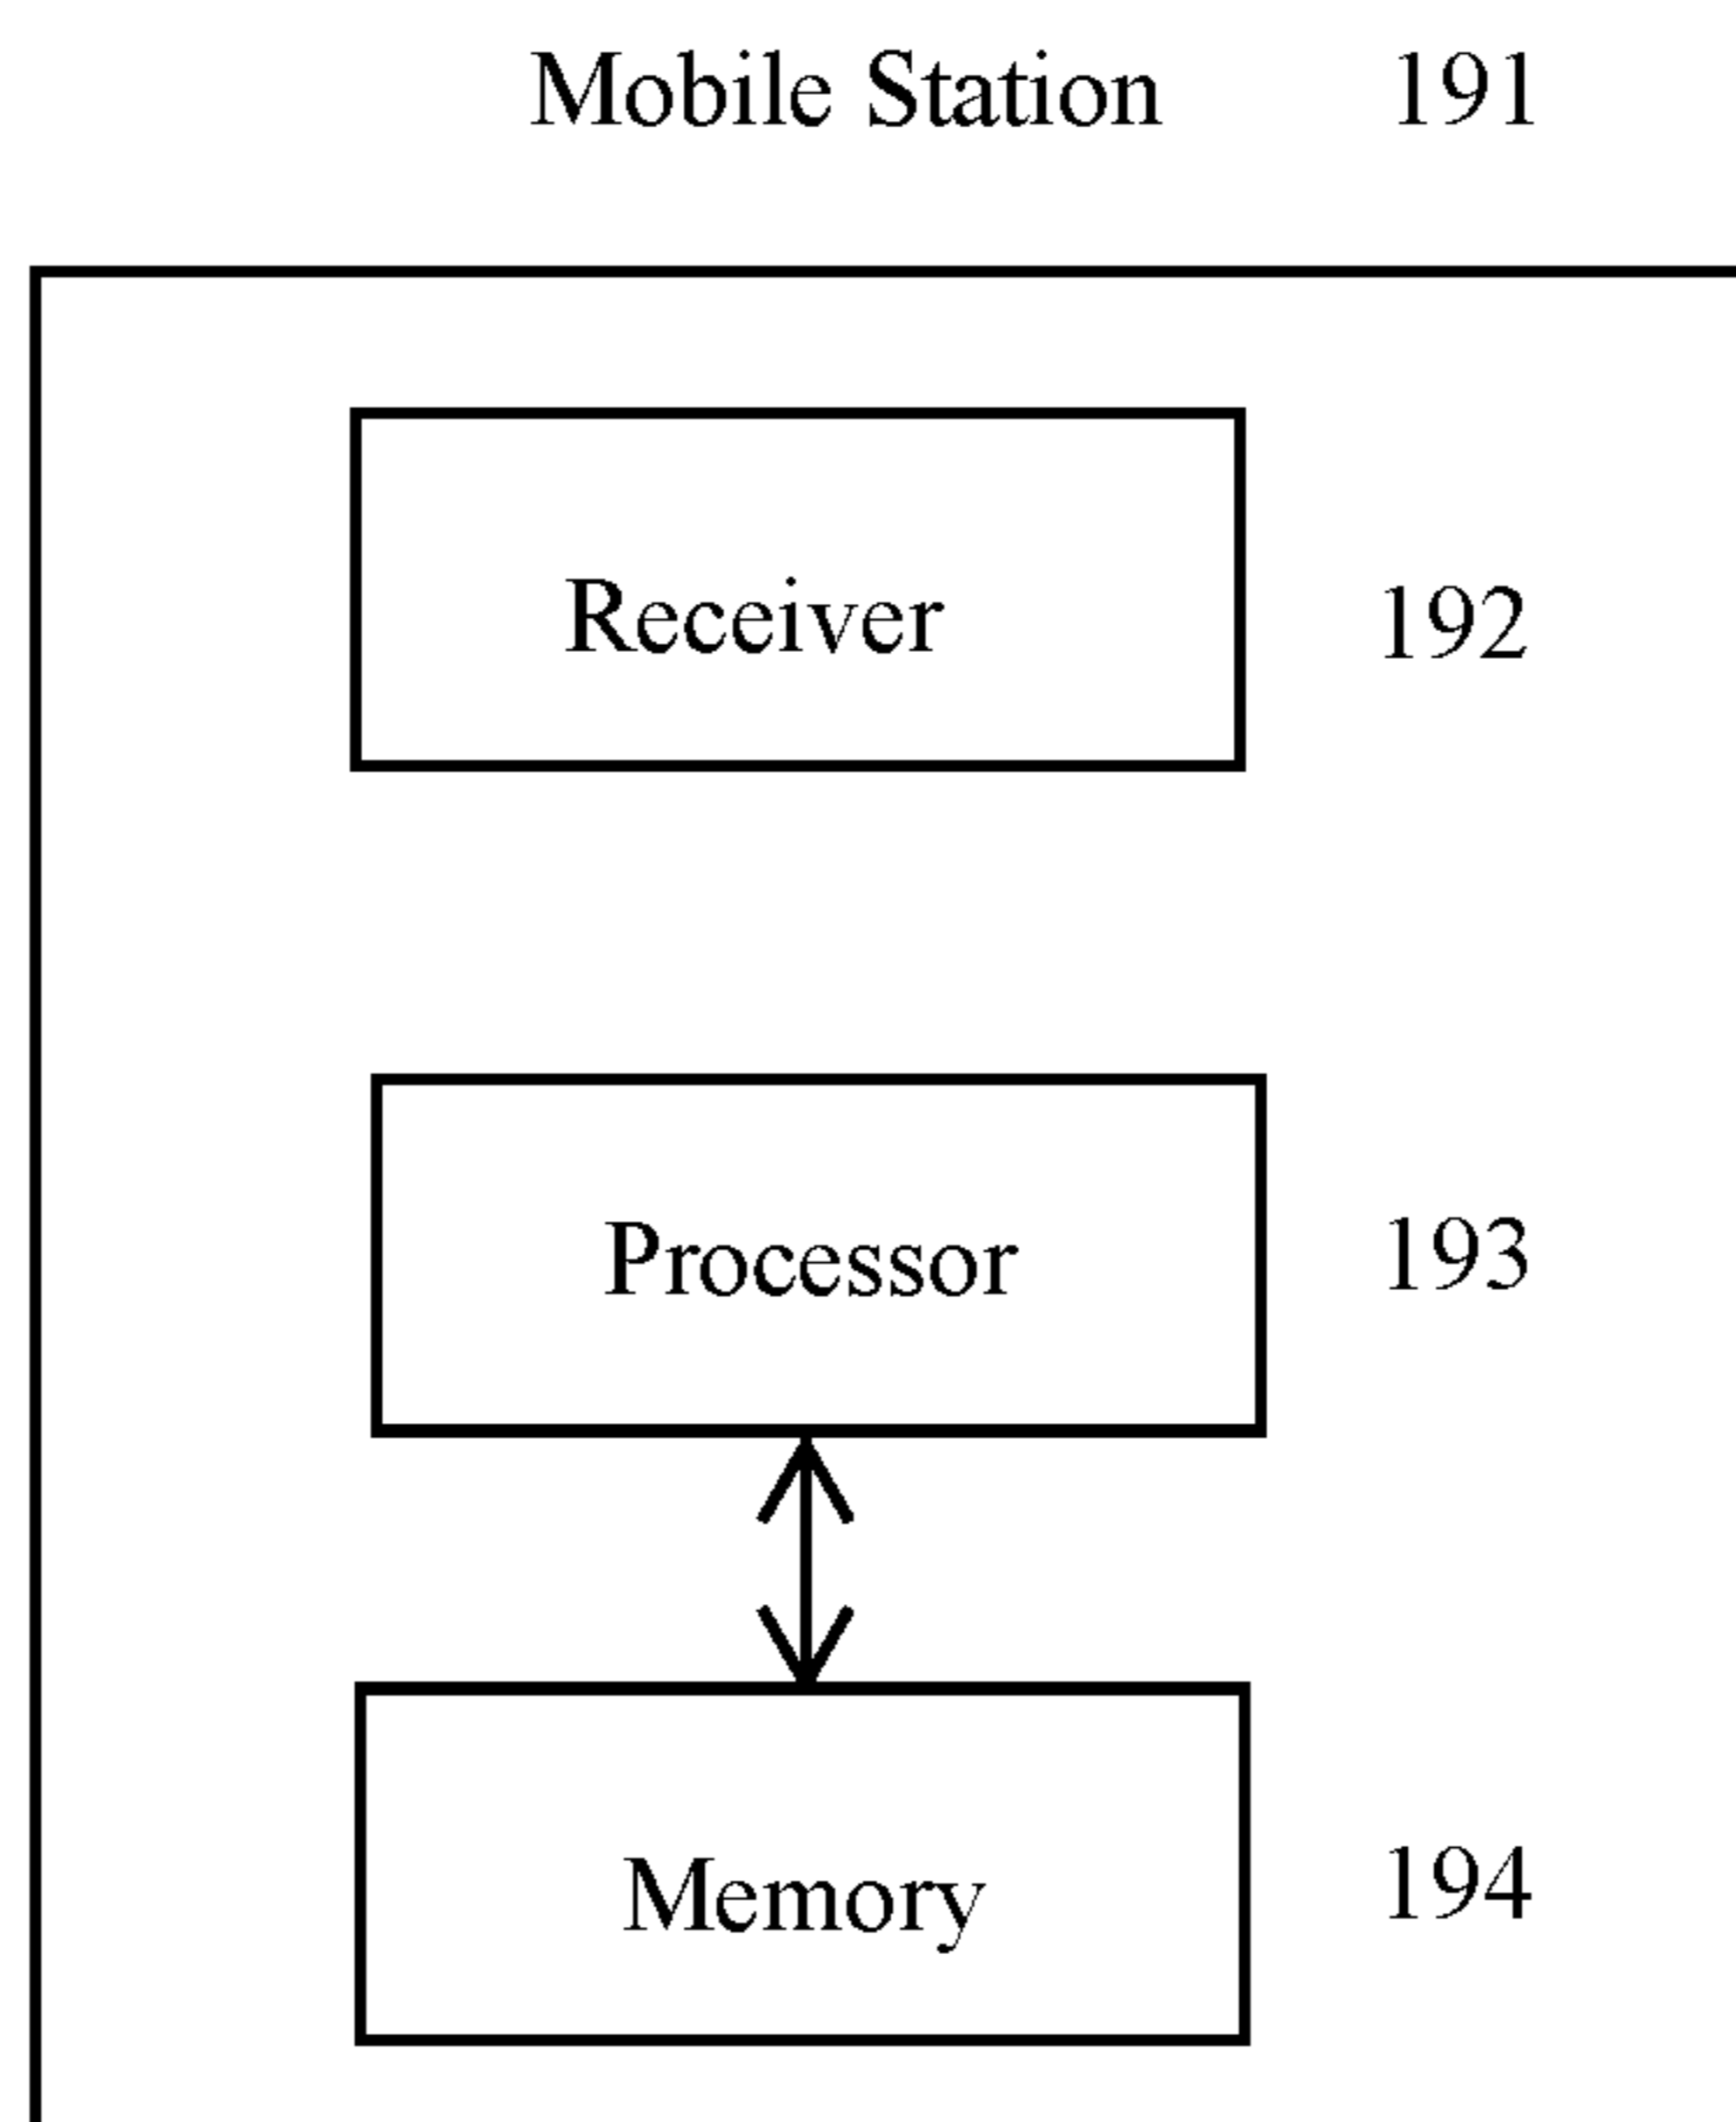 Mobile Station 191
Receiver 192
Processor 193
Memory 194